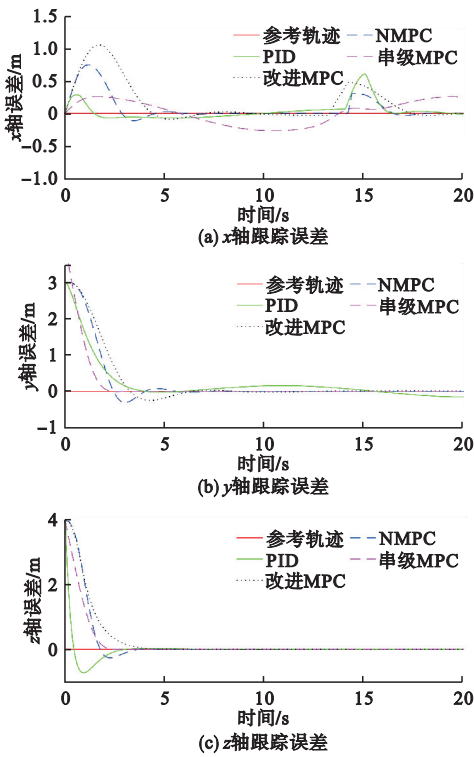 1.5
1.0
0.5
0
−0.5
−1.0
x轴误差/m
参考轨迹 NMPC
PID 串级MPC
改进MPC
0 5 10 15 20
时间/s
(a) x轴跟踪误差
3
2
1
0
−1
y轴误差/m
参考轨迹 NMPC
PID 串级MPC
改进MPC
0 5 10 15 20
时间/s
(b) y轴跟踪误差
4
2
0
z轴误差/m
参考轨迹 NMPC
PID 串级MPC
改进MPC
0 5 10 15 20
时间/s
(c) z轴跟踪误差